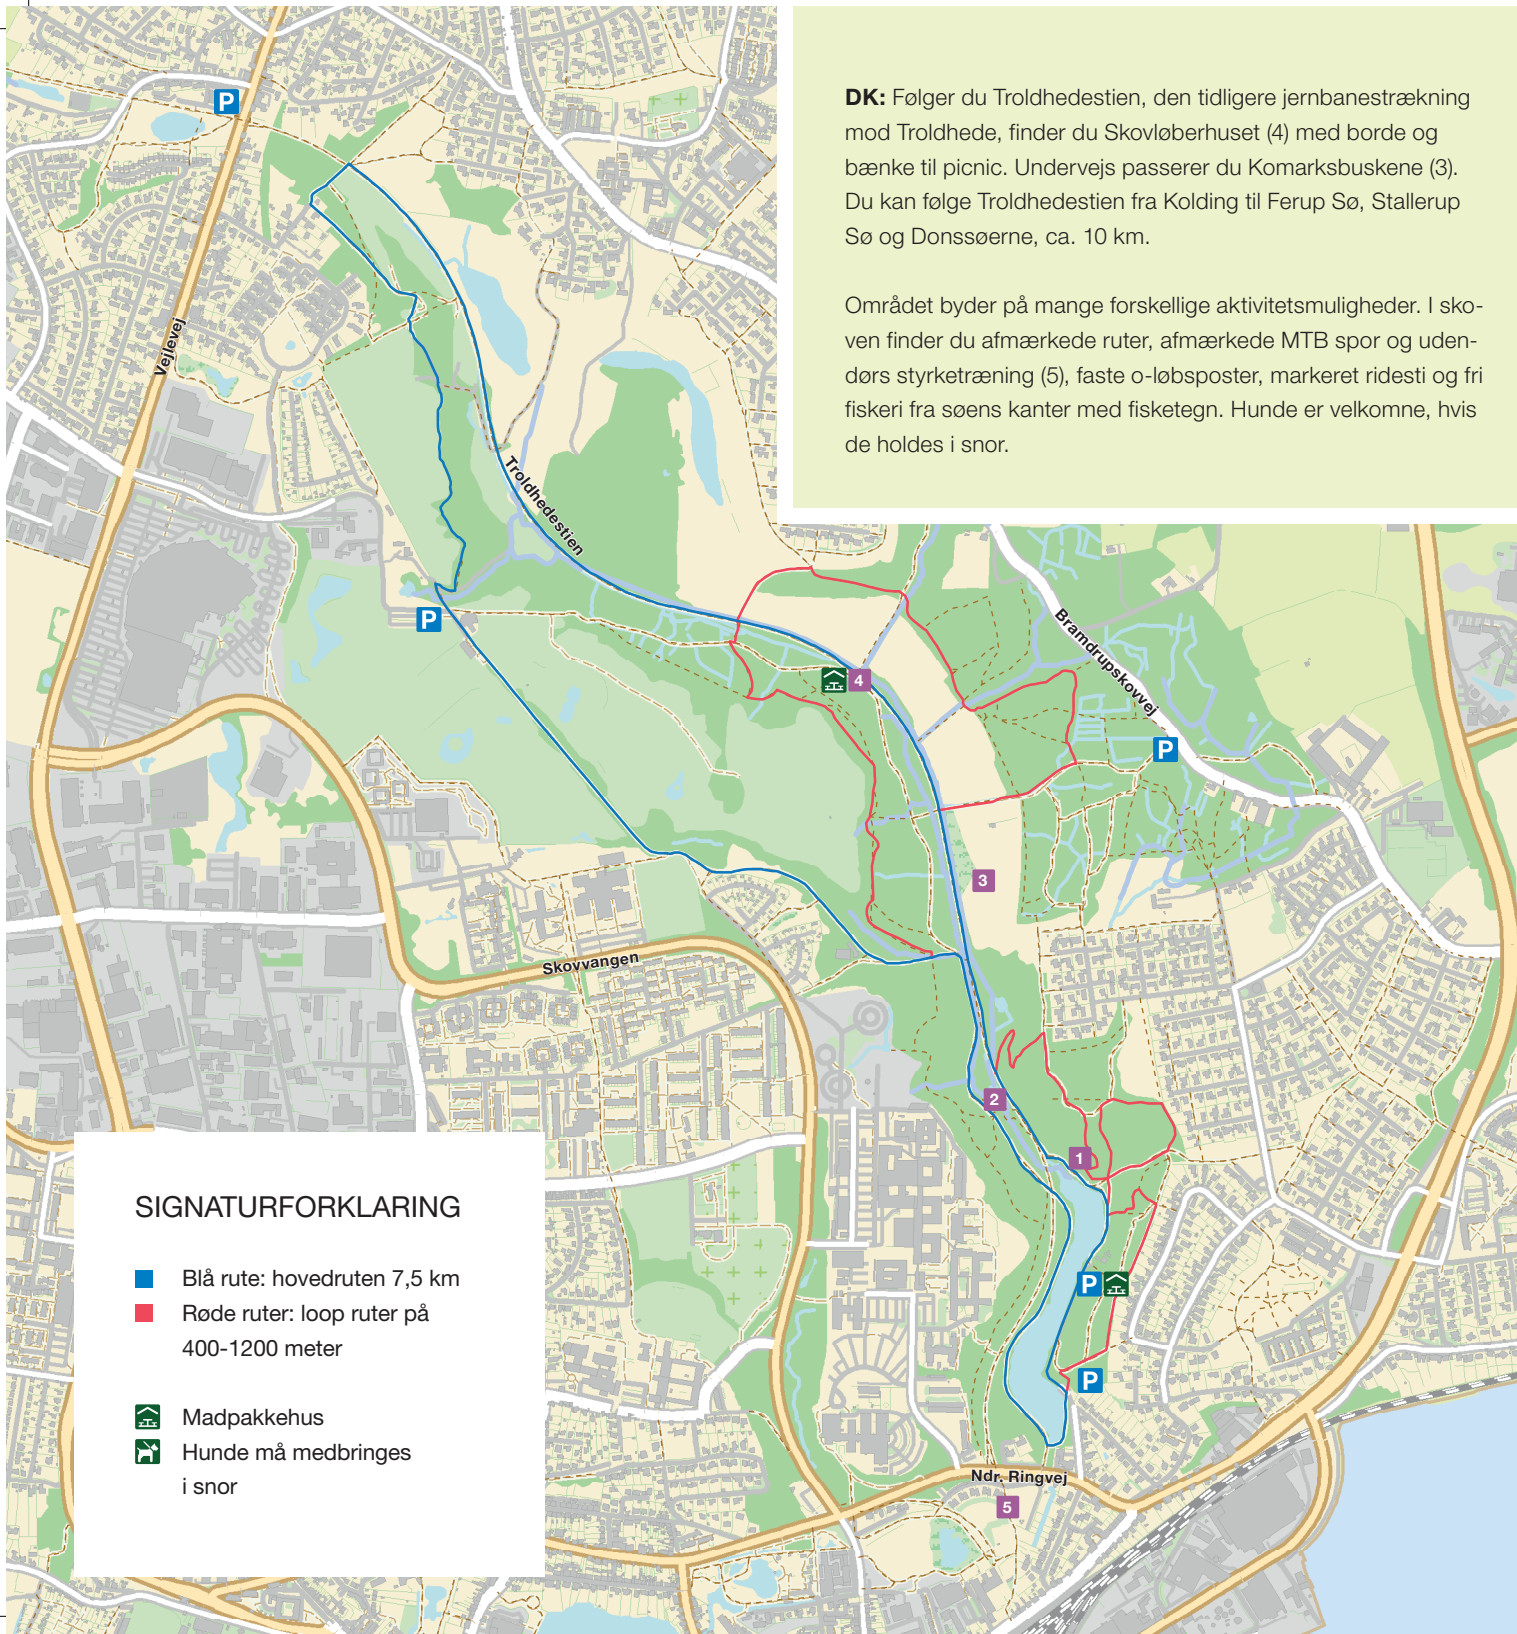 P
DK: Følger du Troldhedestien, den tidligere jernbanestrækning
mod Troldhede, finder du Skovløberhuset (4) med borde og
bænke til picnic. Undervejs passerer du Komarksbuskene (3).
Du kan følge Troldhedestien fra Kolding til Ferup Sø, Stallerup
Sø og Donssøerne, ca. 10 km.
Området byder på mange forskellige aktivitetsmuligheder. I sko-
ven finder du afmærkede ruter, afmærkede MTB spor og uden-
dørs styrketræning (5), faste o-løbsposter, markeret ridesti og fri
fiskeri fra søens kanter med fisketegn. Hunde er velkomne, hvis
de holdes i snor.
Vejlevej
Troldhedestien
P
Bramdrupskovvej
4
P
3
Skovvangen
2
1
P
P
Ndr. Ringvej
5
SIGNATURFORKLARING
Blå rute: hovedruten 7,5 km
Røde ruter: loop ruter på
400-1200 meter
Madpakkehus
Hunde må medbringes
i snor